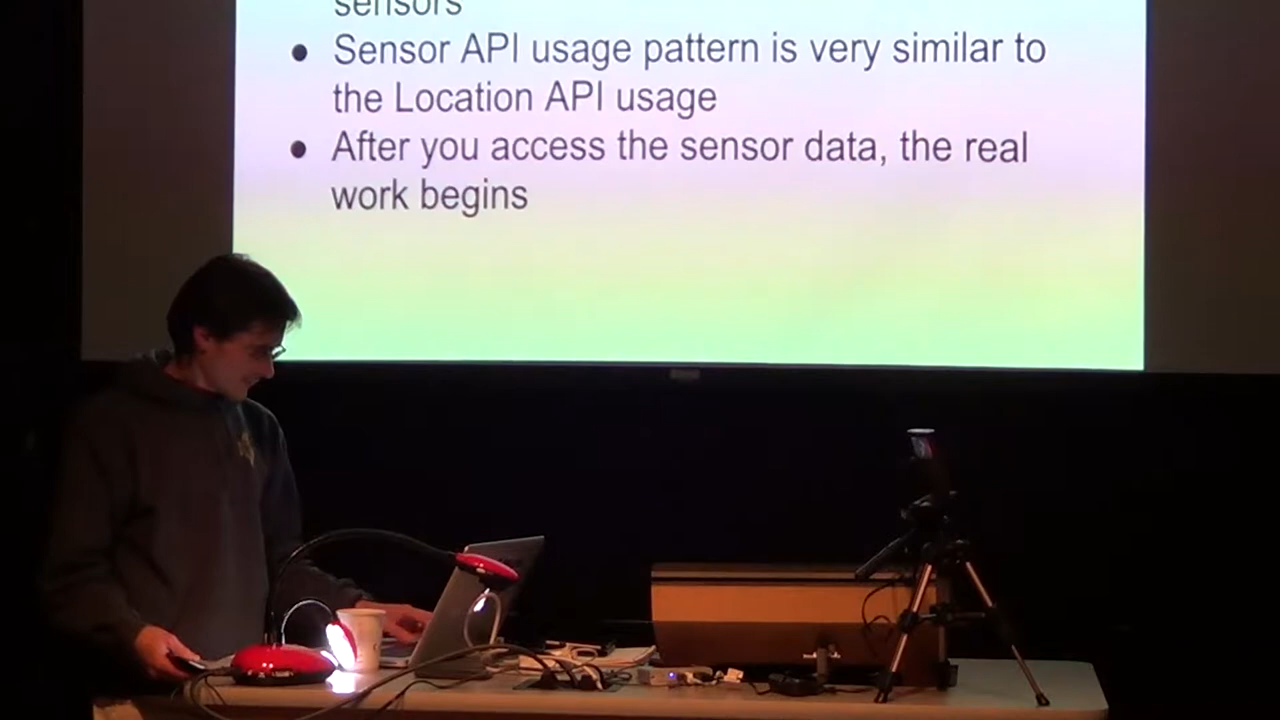 sensors
● Sensor API usage pattern is very similar to
the Location API usage
● After you access the sensor data, the real
work begins